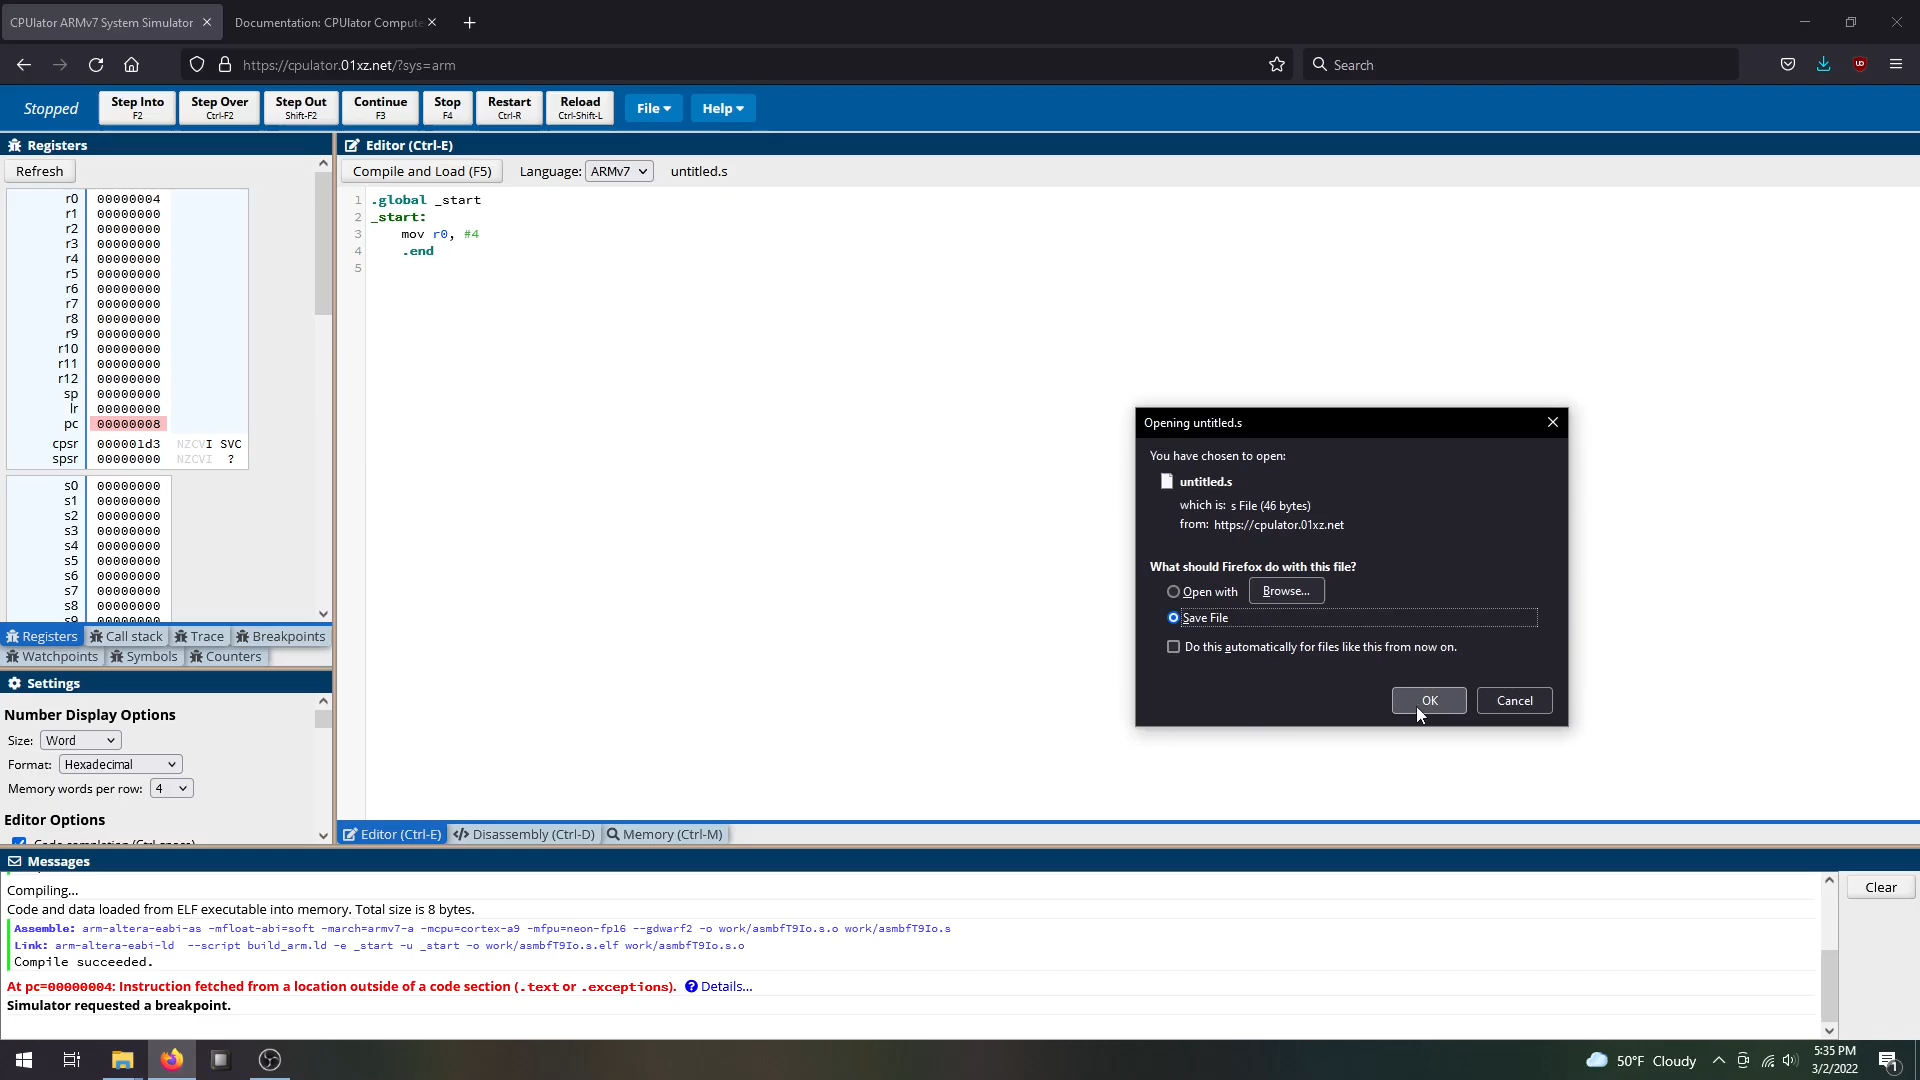 CPUlator ARMv7 System Simulator
Documentation: CPUlator Compute
https://cpulator.01xz.net/?sys=arm
Search
Stopped
Step Into
F2
Step Over
Ctrl-F2
Step Out
Shift-F2
Continue
F3
Stop
F4
Restart
Ctrl-R
Reload
Ctrl-Shift-L
File
Help
Registers
Refresh
r0 00000004
r1 00000000
r2 00000000
r3 00000000
r4 00000000
r5 00000000
r6 00000000
r7 00000000
r8 00000000
r9 00000000
r10 00000000
r11 00000000
r12 00000000
sp 00000000
lr 00000000
pc 00000008
cpsr 000001d3 NZCVI SVC
spsr 00000000 NZCVI ?
s0 00000000
s1 00000000
s2 00000000
s3 00000000
s4 00000000
s5 00000000
s6 00000000
s7 00000000
s8 00000000
s9 00000000
Registers Call stack Trace Breakpoints
Watchpoints Symbols Counters
Settings
Number Display Options
Size: Word
Format: Hexadecimal
Memory words per row: 4
Editor Options
Code completion (Ctrl-space)
Editor (Ctrl-E)
Compile and Load (F5) Language: ARMv7 untitled.s
1 .global _start
2 _start:
3 mov r0, #4
4 .end
5
Opening untitled.s
You have chosen to open:
untitled.s
which is: s File (46 bytes)
from: https://cpulator.01xz.net
What should Firefox do with this file?
Open with Browse...
Save File
Do this automatically for files like this from now on.
OK Cancel
Editor (Ctrl-E) Disassembly (Ctrl-D) Memory (Ctrl-M)
Messages
Clear
Compiling...
Code and data loaded from ELF executable into memory. Total size is 8 bytes.
Assemble: arm-altera-eabi-as -mfloat-abi=soft -march=armv7-a -mcpu=cortex-a9 -mfpu=neon-fp16 --gdwarf2 -o work/asmbfT9Io.s.o work/asmbfT9Io.s
Link: arm-altera-eabi-ld --script build_arm.ld -e _start -u _start -o work/asmbfT9Io.s.elf work/asmbfT9Io.s.o
Compile succeeded.
At pc=00000004: Instruction fetched from a location outside of a code section (.text or .exceptions). Details...
Simulator requested a breakpoint.
50°F Cloudy
5:35 PM
3/2/2022
1